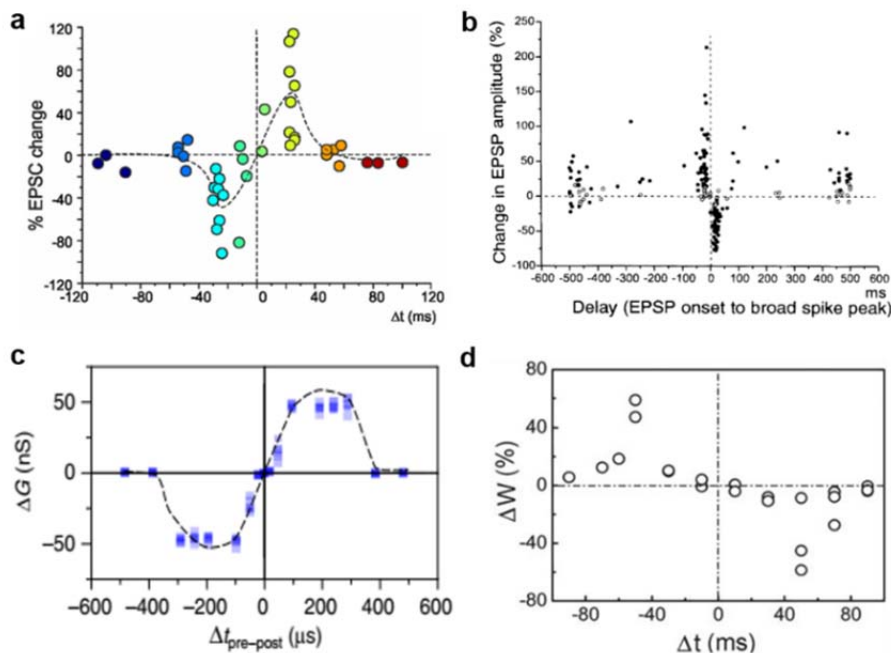 a
% EPSC change
120
80
40
0
-40
-80
-120
-120 -80 -40 0 40 80 120
Δt (ms)
b
Change in EPSP
amplitude (%)
250
200
150
100
50
0
-50
-100
-600 -500 -400 -300 -200 -100 0 100 200 300 400 500 600
ms
Delay (EPSP onset to broad spike peak)
c
ΔG (nS)
50
0
−50
−600 −400 −200 0 200 400 600
Δt pre−post (μs)
d
ΔW (%)
80
40
0
-40
-80
-80 -40 0 40 80
Δt (ms)